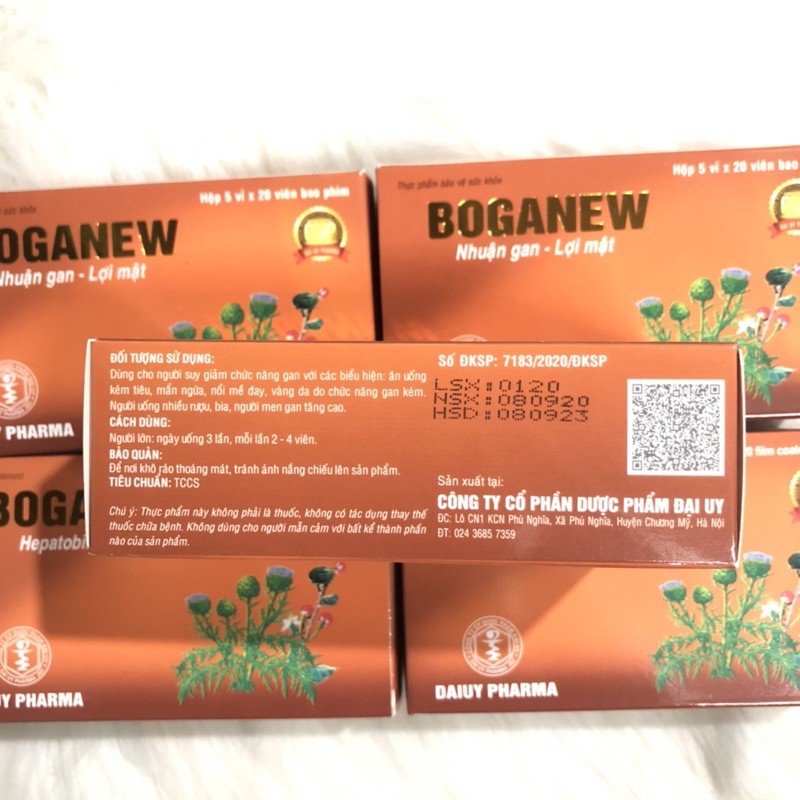 sức khỏe
Hộp 5 vỉ x 20 viên bao phim
OGANEW
Nhuận gan - Lợi mật
PHARMA
Thực phẩm bảo vệ sức khỏe
Hộp 5 vỉ x 20 viên bao
BOGANEW
Nhuận gan - Lợi mật
ĐỐI TƯỢNG SỬ DỤNG:
Dùng cho người suy giảm chức năng gan với các biểu hiện: ăn uống
kém tiêu, mẩn ngứa, nổi mề đay, vàng da do chức năng gan kém.
Người uống nhiều rượu, bia, người men gan tăng cao.
CÁCH DÙNG:
Người lớn: ngày uống 3 lần, mỗi lần 2 - 4 viên.
BẢO QUẢN:
Để nơi khô ráo thoáng mát, tránh ánh nắng chiếu lên sản phẩm.
TIÊU CHUẨN: TCCS
Chú ý: Thực phẩm này không phải là thuốc, không có tác dụng thay thế
thuốc chữa bệnh. Không dùng cho người mẫn cảm với bất kể thành phần
nào của sản phẩm.
Số ĐKSP: 7183/2020/ĐKSP
LSX:0120
NSX:080920
HSD:080923
Sản xuất tại:
CÔNG TY CỔ PHẦN DƯỢC PHẨM ĐẠI UY
ĐC: Lô CN1 KCN Phú Nghĩa, Xã Phú Nghĩa, Huyện Chương Mỹ, Hà Nội
ĐT: 024 3685 7359
BOGA
Hepatobi
UY PHARMA
film coat
DAIUY PHARMA